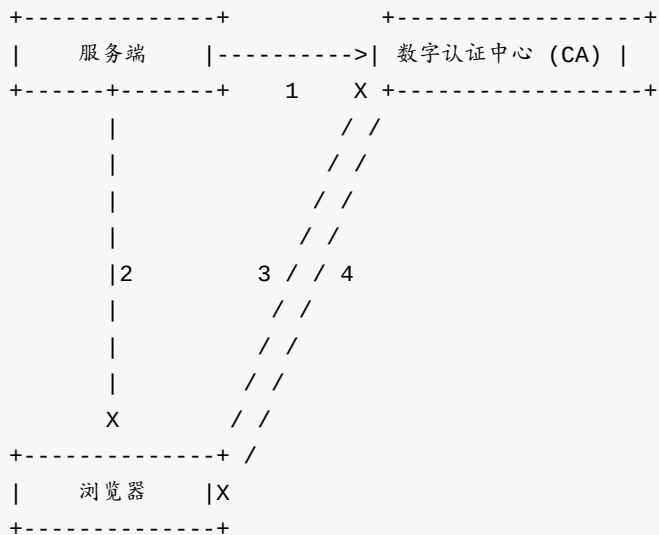 +--------------+ +------------------+
| 服务端 |---------->| 数字认证中心 (CA) |
+------+-------+ 1 X +------------------+
| / /
| / /
| / /
| / /
|2 3 / / 4
| / /
| / /
| / /
X / /
+--------------+ /
| 浏览器 |X
+--------------+